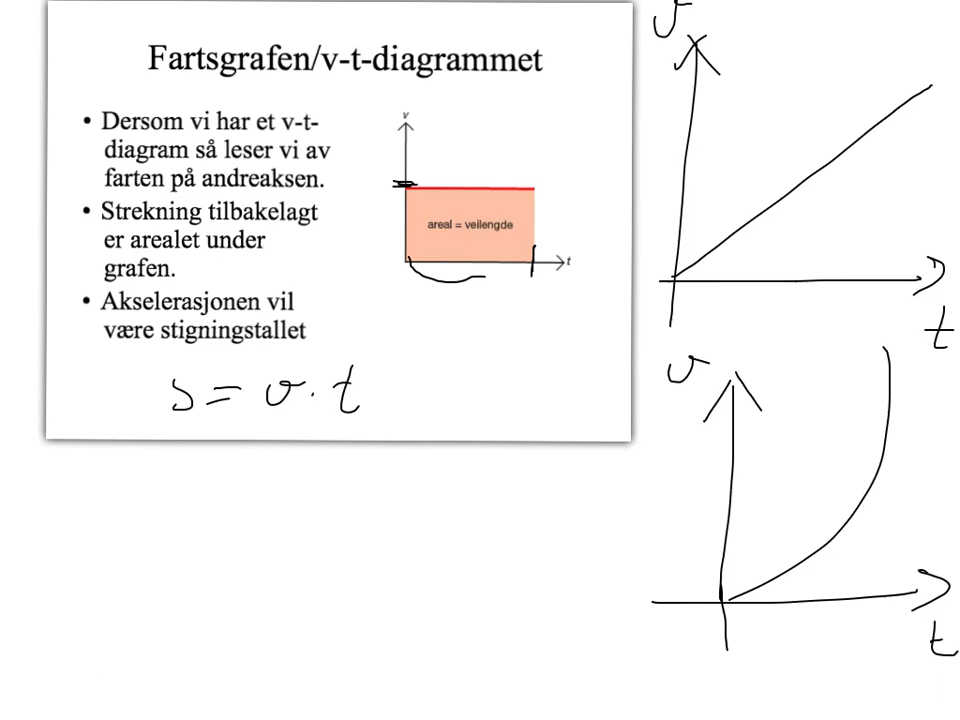 Fartsgrafen/v-t-diagrammet
• Dersom vi har et v-t-
diagram så leser vi av
farten på andreaksen.
• Strekning tilbakelagt
er arealet under
grafen.
• Akselerasjonen vil
være stigningstallet
v
areal = veilengde
t
s = v · t
v
t
v
t